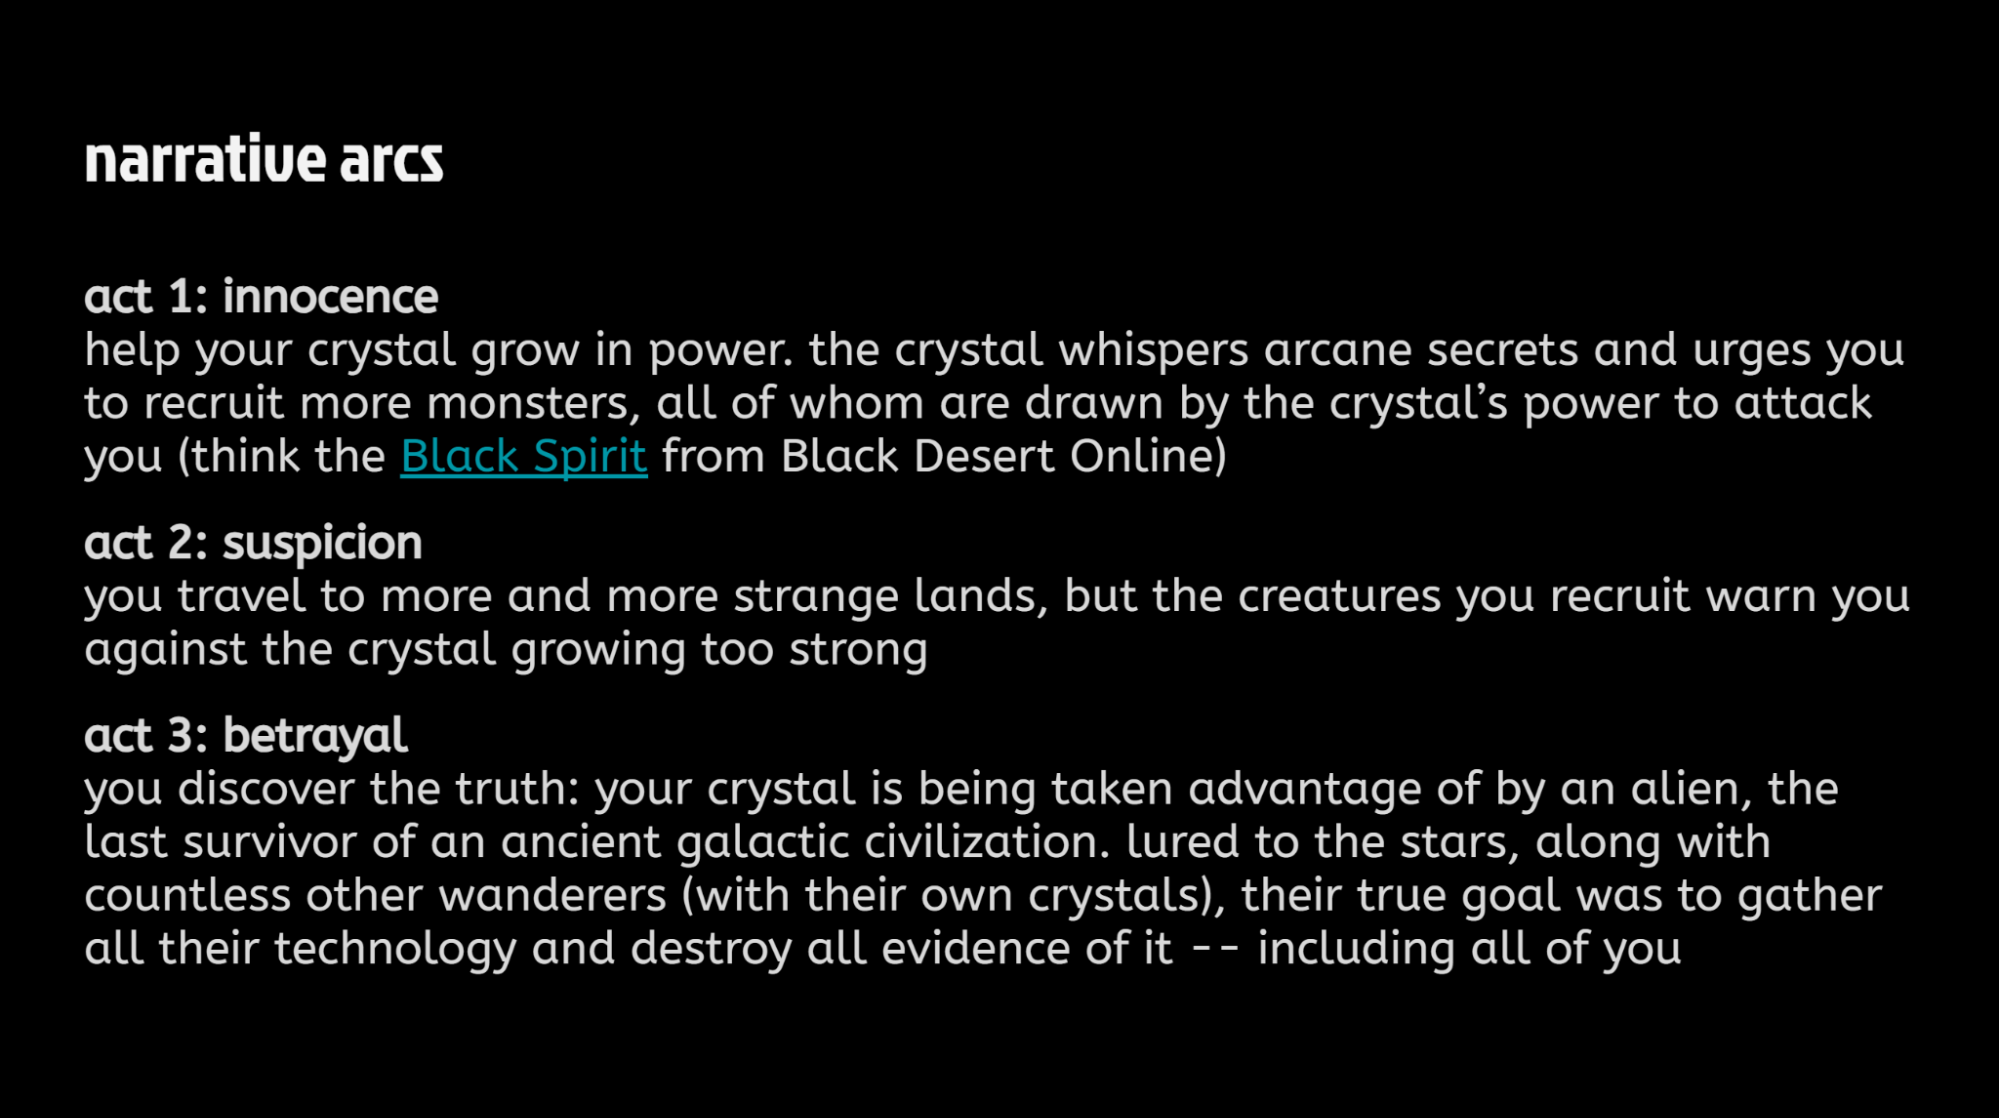 narrative arcs
act 1: innocence
help your crystal grow in power. the crystal whispers arcane secrets and urges you
to recruit more monsters, all of whom are drawn by the crystal’s power to attack
you (think the Black Spirit from Black Desert Online)
act 2: suspicion
you travel to more and more strange lands, but the creatures you recruit warn you
against the crystal growing too strong
act 3: betrayal
you discover the truth: your crystal is being taken advantage of by an alien, the
last survivor of an ancient galactic civilization. lured to the stars, along with
countless other wanderers (with their own crystals), their true goal was to gather
all their technology and destroy all evidence of it -- including all of you